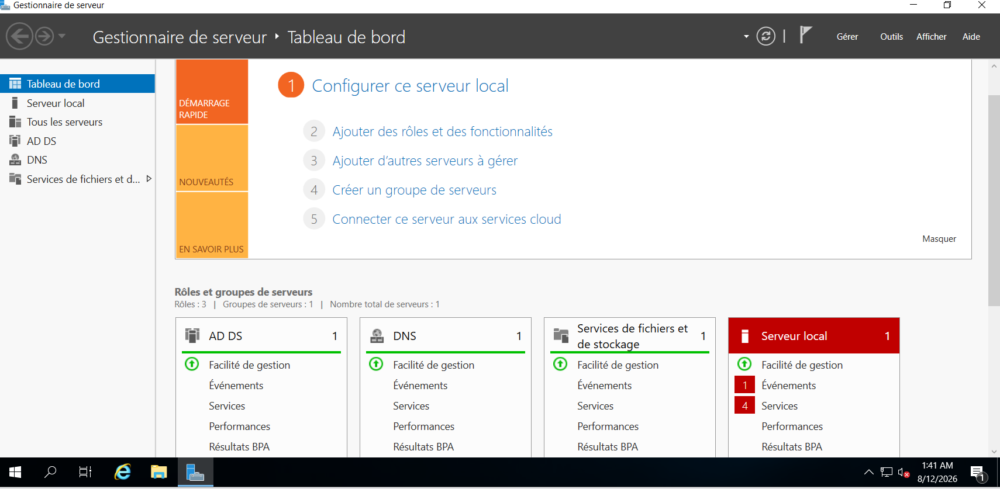 Gestionnaire de serveur
Gestionnaire de serveur ‣ Tableau de bord
Gérer Outils Afficher Aide
Tableau de bord
Serveur local
Tous les serveurs
AD DS
DNS
Services de fichiers et d...
DÉMARRAGE RAPIDE
NOUVEAUTÉS
EN SAVOIR PLUS
1 Configurer ce serveur local
2 Ajouter des rôles et des fonctionnalités
3 Ajouter d’autres serveurs à gérer
4 Créer un groupe de serveurs
5 Connecter ce serveur aux services cloud
Masquer
Rôles et groupes de serveurs
Rôles : 3 | Groupes de serveurs : 1 | Nombre total de serveurs : 1
AD DS 1
Facilité de gestion
Événements
Services
Performances
Résultats BPA
DNS 1
Facilité de gestion
Événements
Services
Performances
Résultats BPA
Services de fichiers et de stockage 1
Facilité de gestion
Événements
Services
Performances
Résultats BPA
Serveur local 1
Facilité de gestion
1 Événements
4 Services
Performances
Résultats BPA
1:41 AM
8/12/2026
1